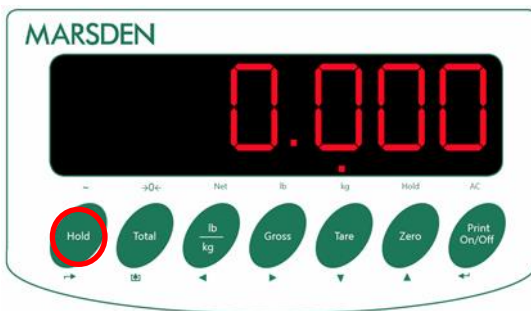 MARSDEN
0.000
~ →0← Net lb kg Hold AC
Hold Total lb/kg Gross Tare Zero Print On/Off